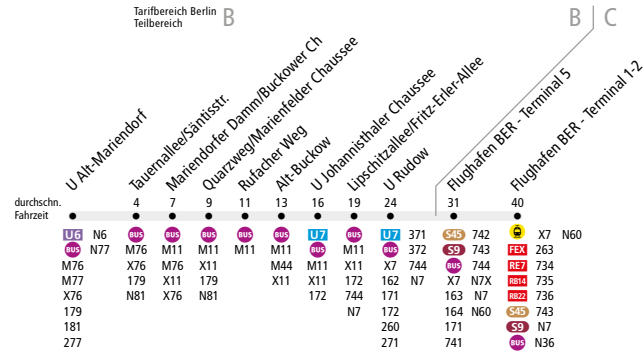 Tarifbereich Berlin
Teilbereich
B
B
C
U Alt-Mariendorf
Tauernallee/Säntisstr.
Mariendorfer Damm/Buckower Ch
Quarzweg/Marienfelder Chaussee
Rufacher Weg
Alt-Buckow
U Johannisthaler Chaussee
Lipschitzallee/Fritz-Erler-Allee
U Rudow
Flughafen BER - Terminal 5
Flughafen BER - Terminal 1-2
durchschn. 4 7 9 11 13 16 19 24 31 40
Fahrzeit
U6 N6 BUS BUS BUS BUS BUS U7 BUS U7 371 S45 742 X7 N60
BUS N77 M76 M11 M11 M11 M11 BUS M11 BUS 372 S9 743 FEX 263
M76 X76 M76 X11 M44 M11 X11 X7 744 BUS 744 RE7 734
M77 179 X11 179 X11 X11 172 162 N7 X7 N7X RB14 735
X76 N81 X76 N81 172 744 171 163 N7 RB22 736
179 N7 172 164 N60 S45 743
181 260 171 S9 N7
277 271 741 BUS N36